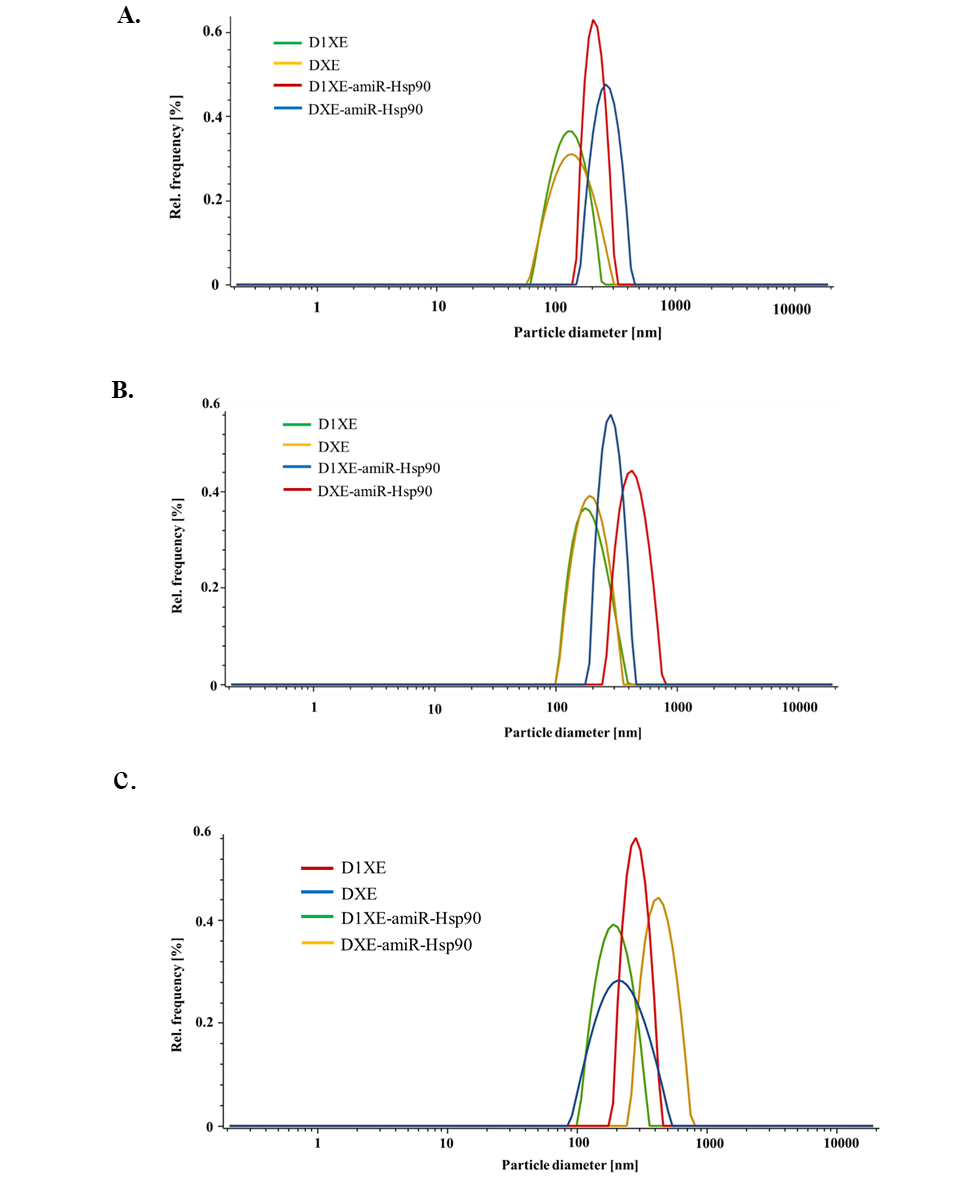 A.
0.6
D1XE
DXE
D1XE-amiR-Hsp90
DXE-amiR-Hsp90
0.4
0.2
0
Rel. frequency [%]
1 10 100 1000 10000
Particle diameter [nm]
B.
0.6
D1XE
DXE
D1XE-amiR-Hsp90
DXE-amiR-Hsp90
0.4
0.2
0
Rel. frequency [%]
1 10 100 1000 10000
Particle diameter [nm]
C.
0.6
D1XE
DXE
D1XE-amiR-Hsp90
DXE-amiR-Hsp90
0.4
0.2
0
Rel. frequency [%]
1 10 100 1000 10000
Particle diameter [nm]